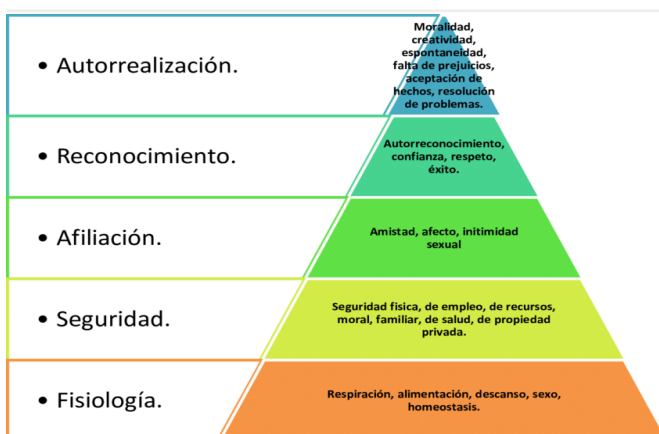 • Autorrealización.
Moralidad,
creatividad,
espontaneidad,
falta de prejuicios,
aceptación de
hechos, resolución
de problemas.
• Reconocimiento.
Autorreconocimiento,
confianza, respeto,
éxito.
• Afiliación.
Amistad, afecto, initimidad
sexual
• Seguridad.
Seguridad física, de empleo, de recursos,
moral, familiar, de salud, de propiedad
privada.
• Fisiología.
Respiración, alimentación, descanso, sexo,
homeostasis.